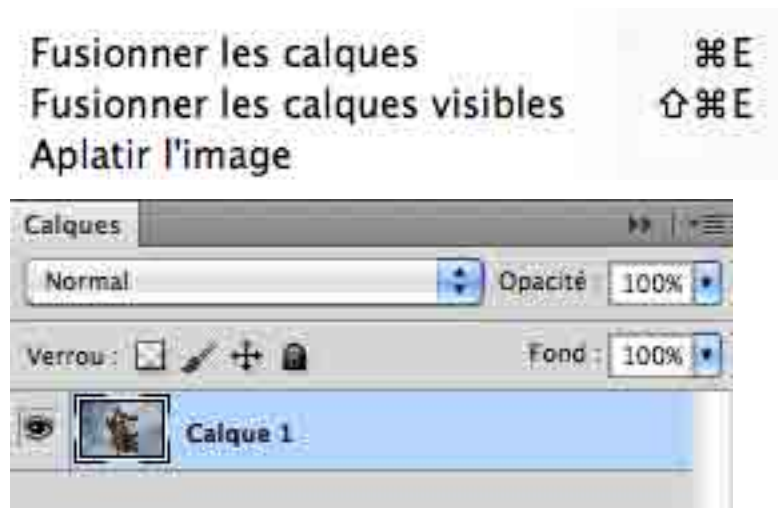 Fusionner les calques ⌘E
Fusionner les calques visibles ⇧⌘E
Aplatir l'image
Calques
Normal Opacité : 100%
Verrou : Fond : 100%
Calque 1